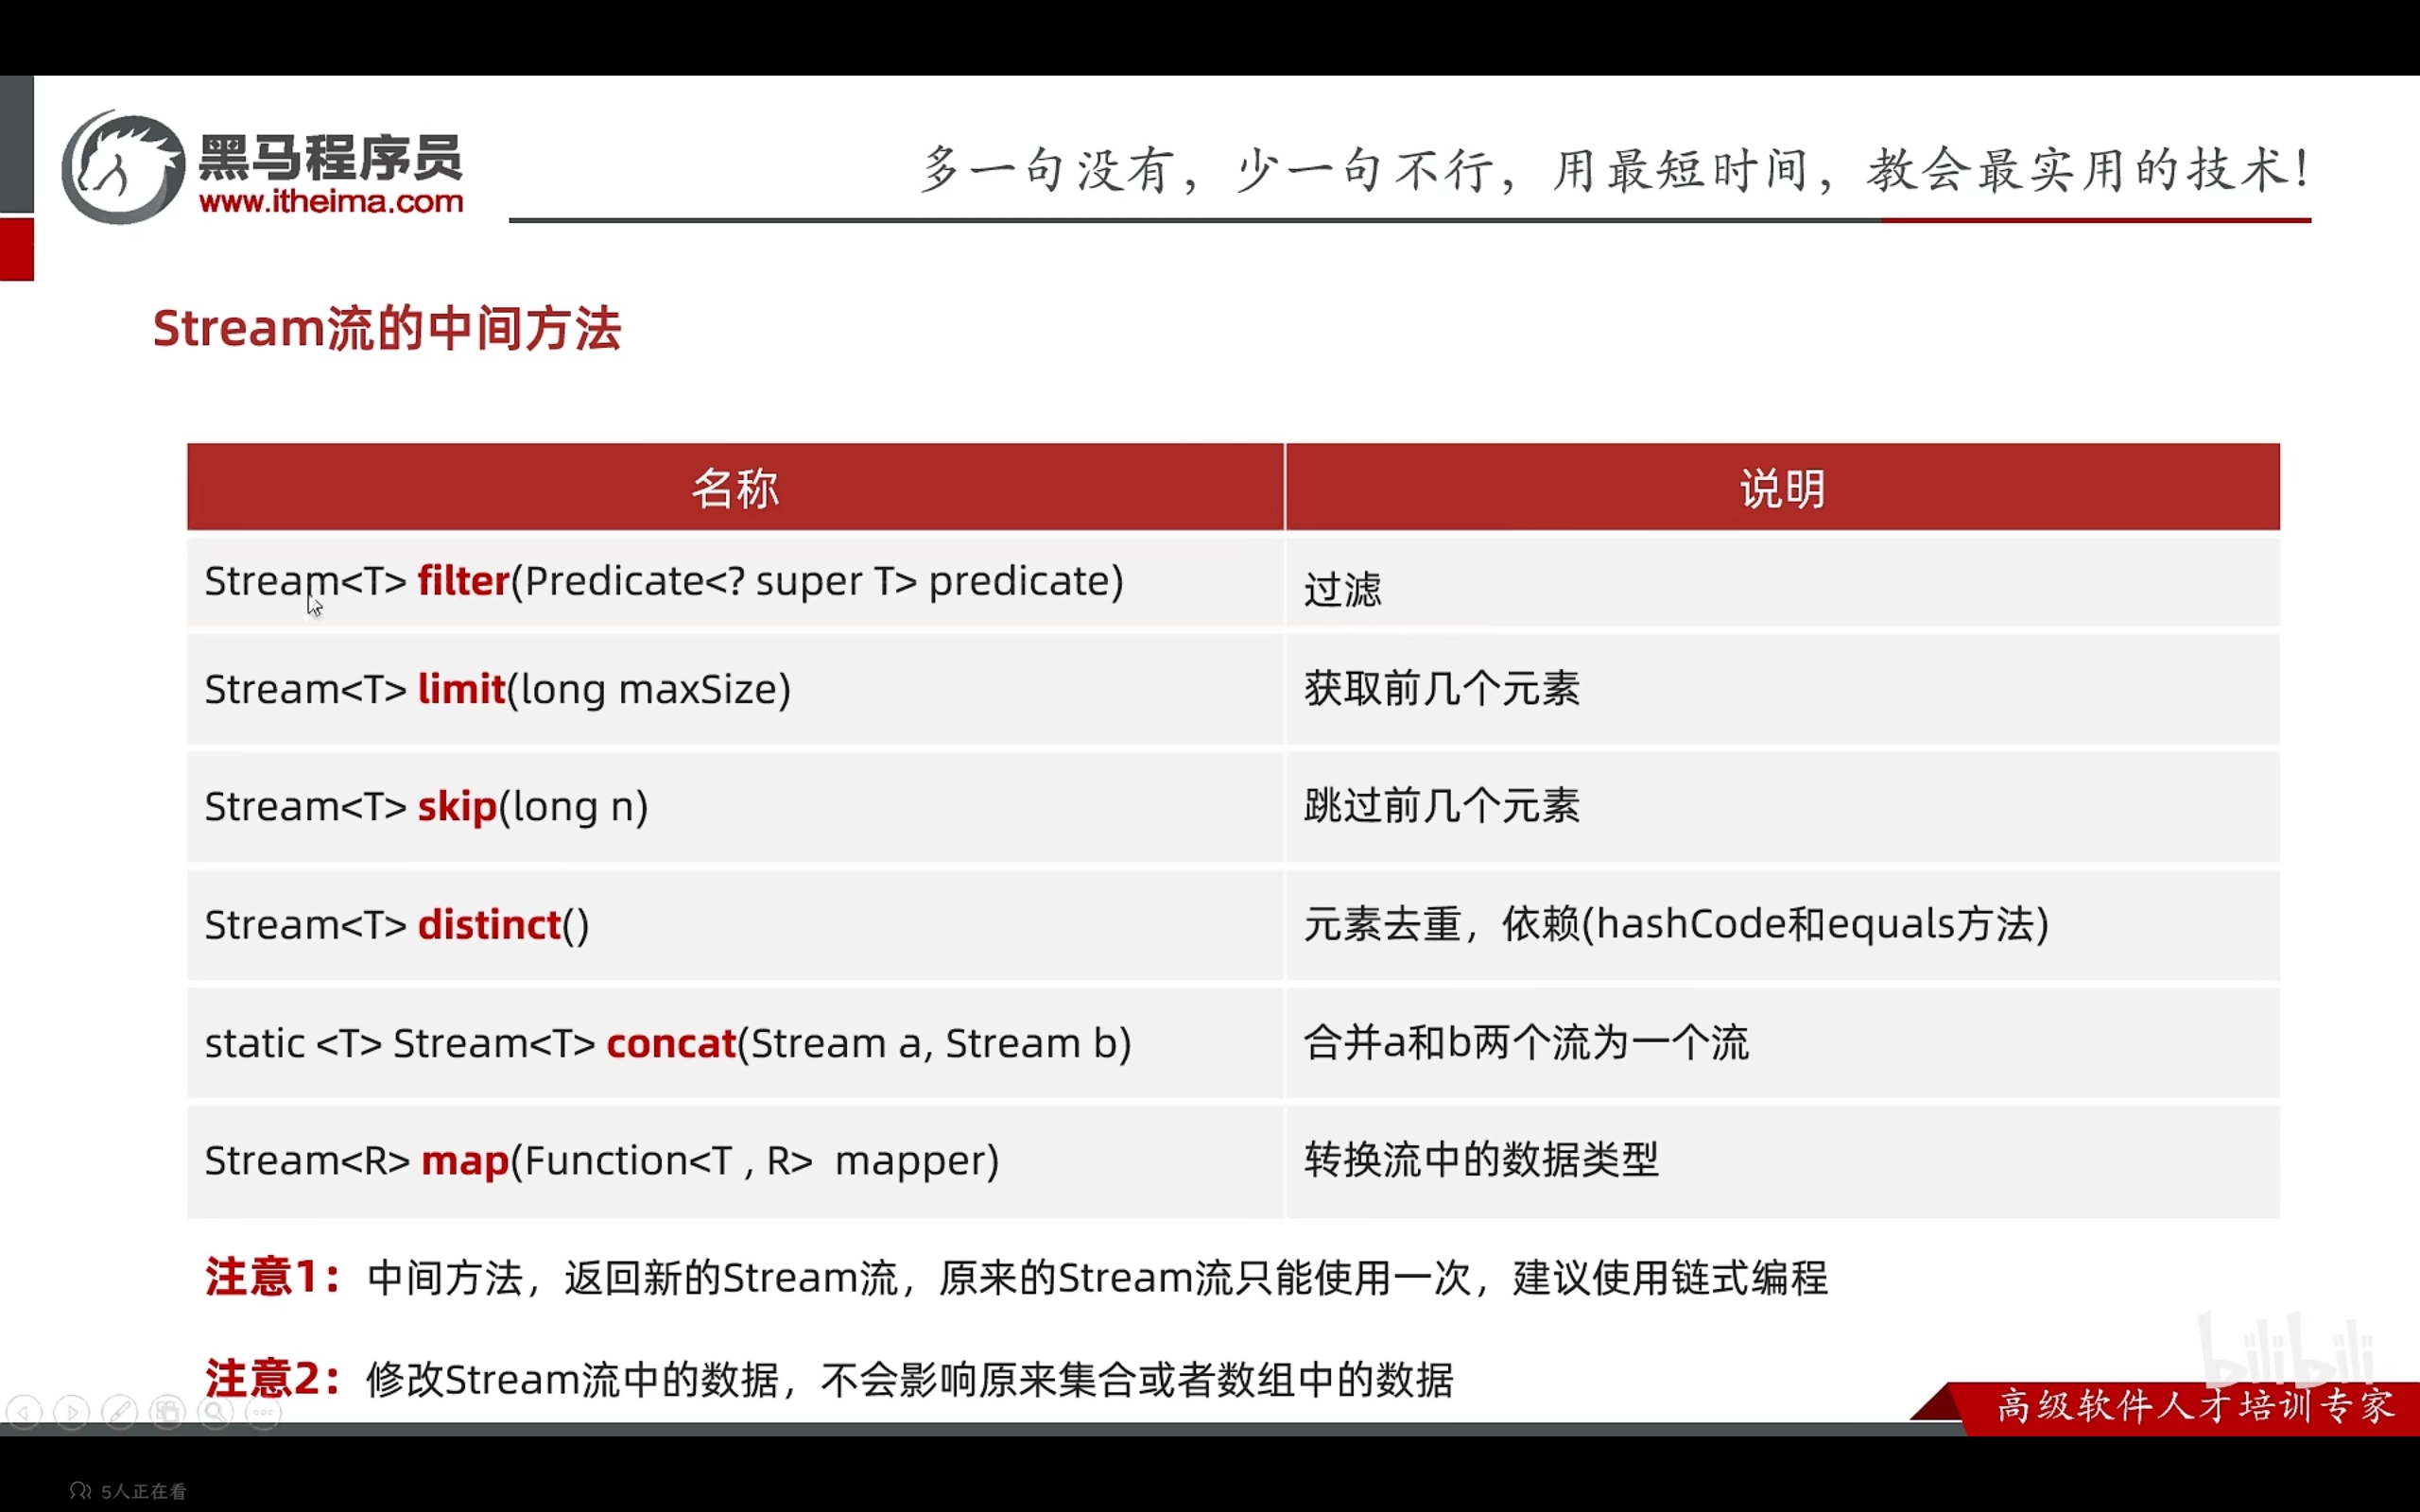 黑马程序员
www.itheima.com
多一句没有，少一句不行，用最短时间，教会最实用的技术！
Stream流的中间方法
名称 说明
Stream<T> filter(Predicate<? super T> predicate) 过滤
Stream<T> limit(long maxSize) 获取前几个元素
Stream<T> skip(long n) 跳过前几个元素
Stream<T> distinct() 元素去重，依赖(hashCode和equals方法)
static <T> Stream<T> concat(Stream a, Stream b) 合并a和b两个流为一个流
Stream<R> map(Function<T , R> mapper) 转换流中的数据类型
注意1：中间方法，返回新的Stream流，原来的Stream流只能使用一次，建议使用链式编程
注意2：修改Stream流中的数据，不会影响原来集合或者数组中的数据
bilibili
高级软件人才培训专家
5人正在看